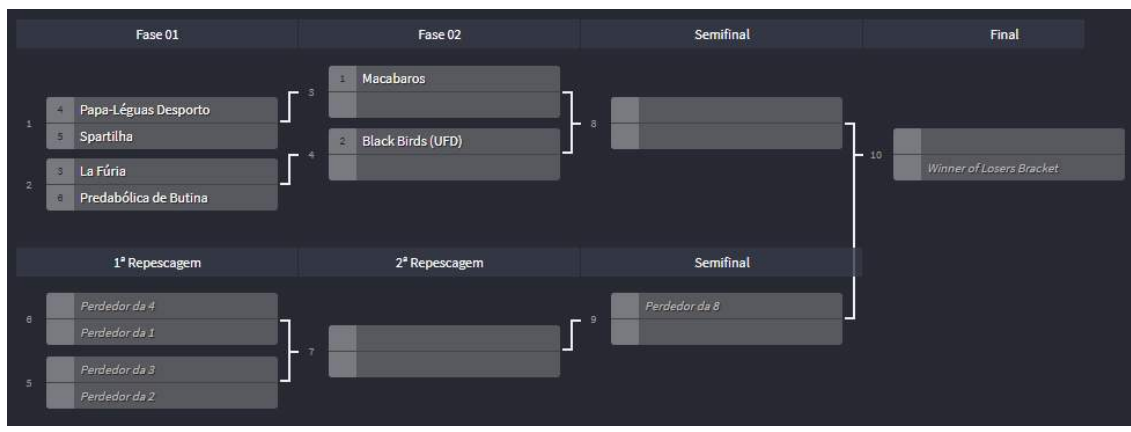 Fase 01
Fase 02
Semifinal
Final
1
4 Papa-Léguas Desporto
5 Spartilha
2
3 La Fúria
6 Predabólica de Butina
3
1 Macabaros
4
2 Black Birds (UFD)
8
10
Winner of Losers Bracket
1ª Repescagem
2ª Repescagem
Semifinal
6
Perdedor da 4
Perdedor da 1
5
Perdedor da 3
Perdedor da 2
7
9
Perdedor da 8